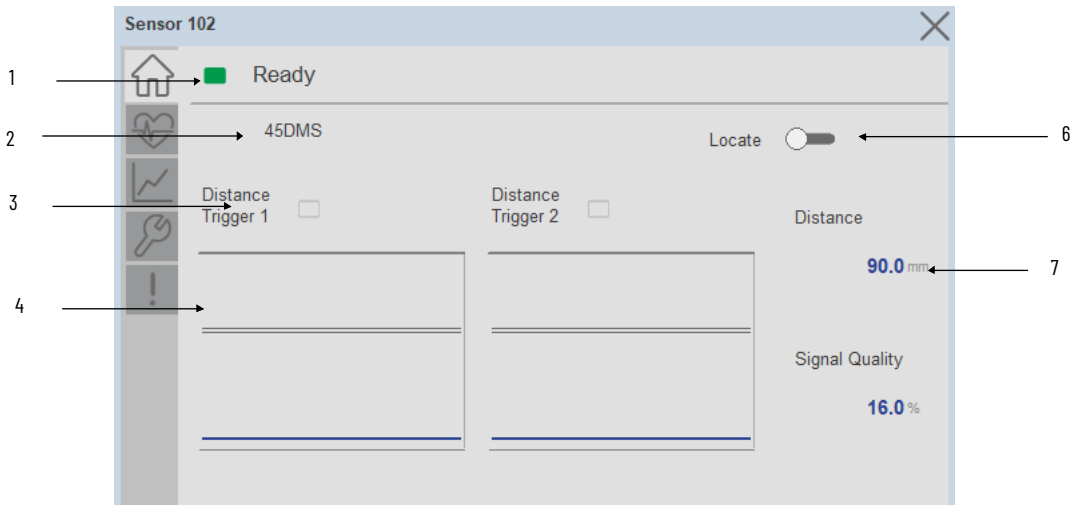 Sensor 102
1
Ready
2
45DMS
Locate
6
3
Distance
Trigger 1
Distance
Trigger 2
Distance
90.0 mm
7
4
Signal Quality
16.0 %